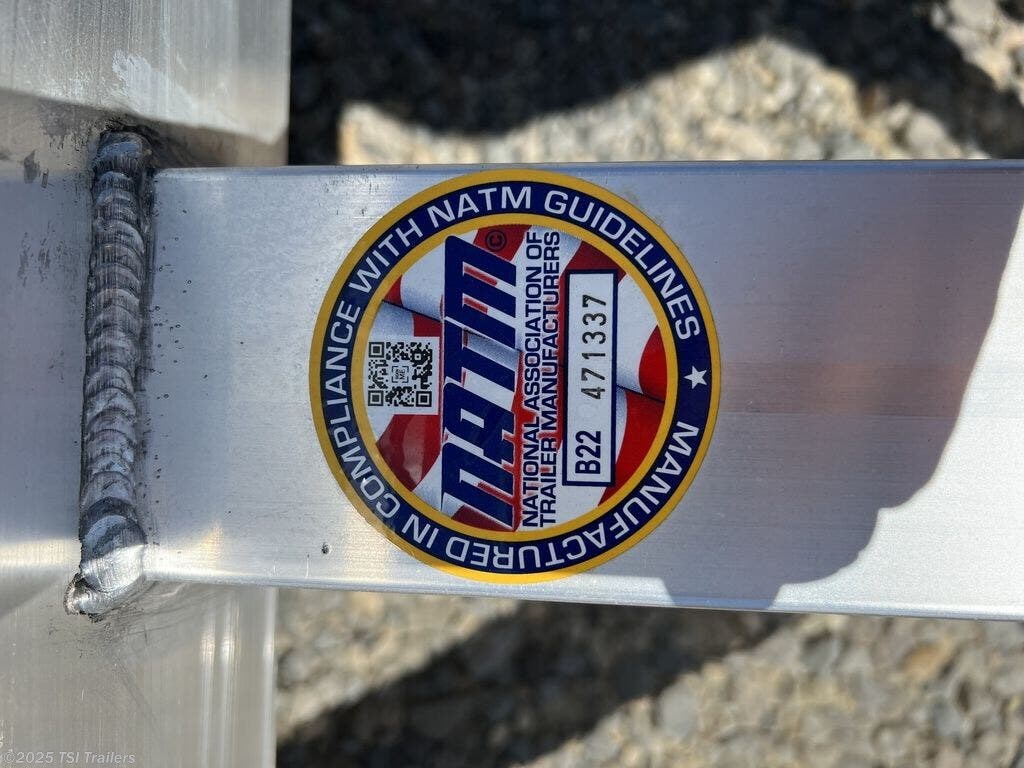 MANUFACTURED IN COMPLIANCE WITH NATM GUIDELINES
NATM©
NATIONAL ASSOCIATION OF
TRAILER MANUFACTURERS
B22 471337
©2025 TSI Trailers